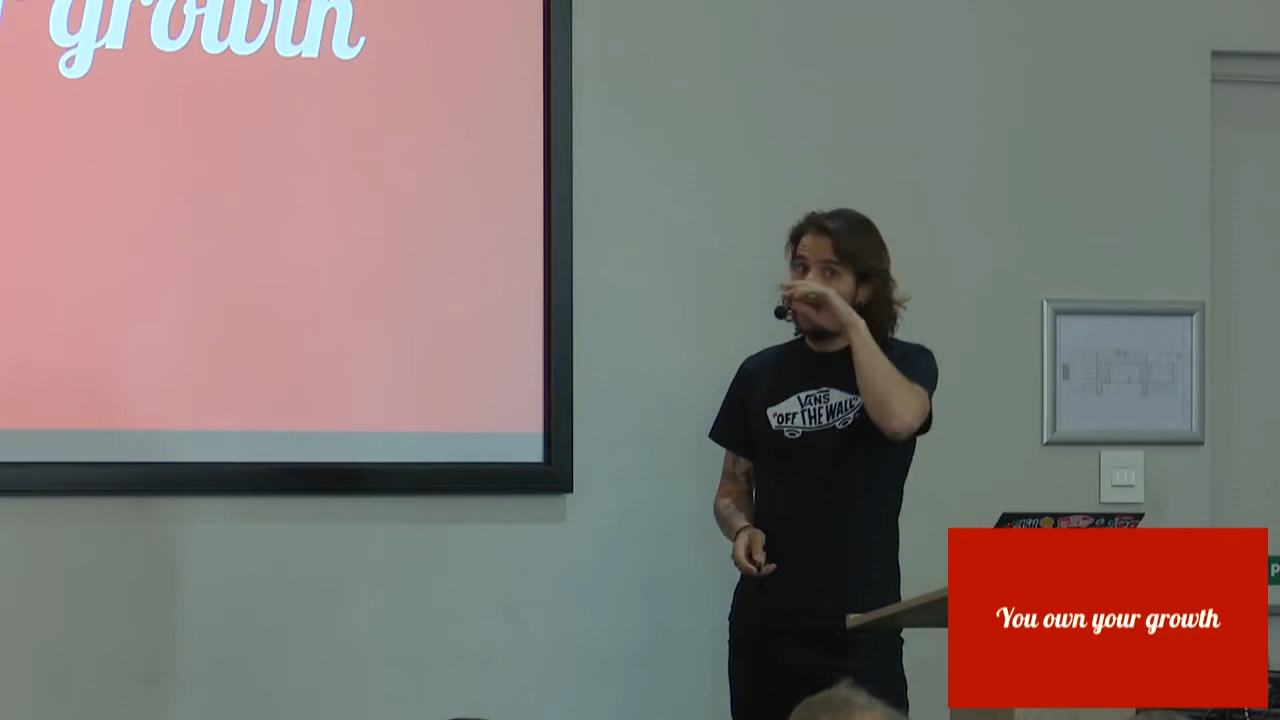 growth
VANS
"OFF THE WALL"
You own your growth
P